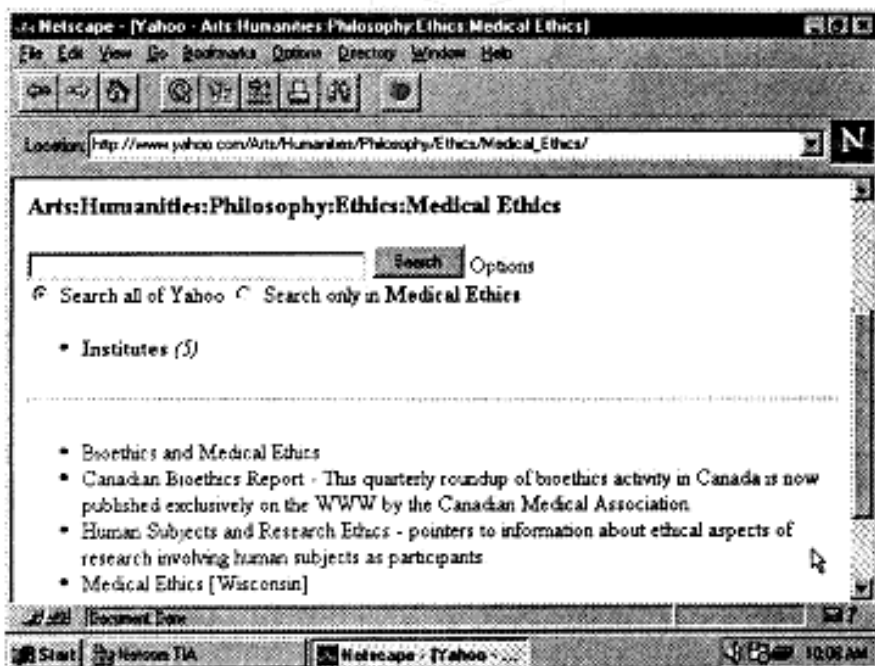 Netscape - [Yahoo - Arts:Humanities:Philosophy:Ethics:Medical Ethics]
File Edit View Go Bookmarks Options Directory Window Help
Location: http://www.yahoo.com/Arts/Humanities/Philosophy/Ethics/Medical_Ethics/
N
Arts:Humanities:Philosophy:Ethics:Medical Ethics
Search Options
Search all of Yahoo Search only in Medical Ethics
• Institutes (5)
• Bioethics and Medical Ethics
• Canadian Bioethics Report - This quarterly roundup of bioethics activity in Canada is now
published exclusively on the WWW by the Canadian Medical Association
• Human Subjects and Research Ethics - pointers to information about ethical aspects of
research involving human subjects as participants
• Medical Ethics [Wisconsin]
Document Done
Start Netcom TIA Netscape - [Yahoo - ... 10:08 AM